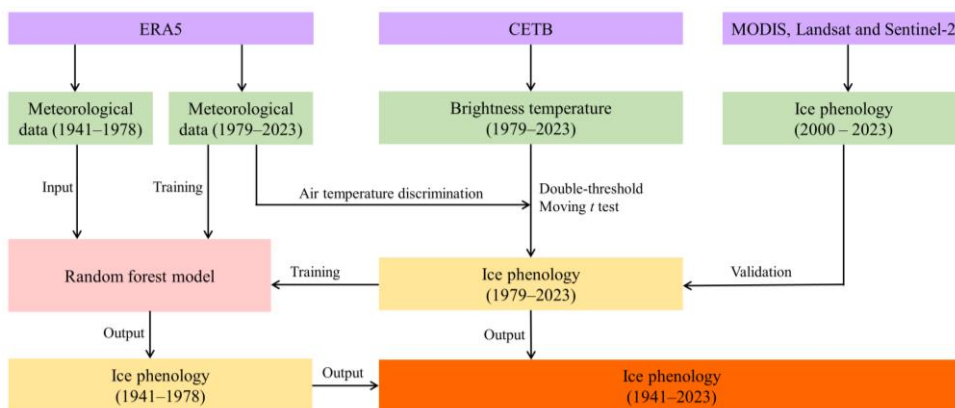 ERA5
CETB
MODIS, Landsat and Sentinel-2
Meteorological
data (1941–1978)
Meteorological
data (1979–2023)
Brightness temperature
(1979–2023)
Ice phenology
(2000 – 2023)
Input
Training
Air temperature discrimination
Double-threshold
Moving t test
Random forest model
Training
Ice phenology
(1979–2023)
Validation
Output
Output
Ice phenology
(1941–1978)
Output
Ice phenology
(1941–2023)